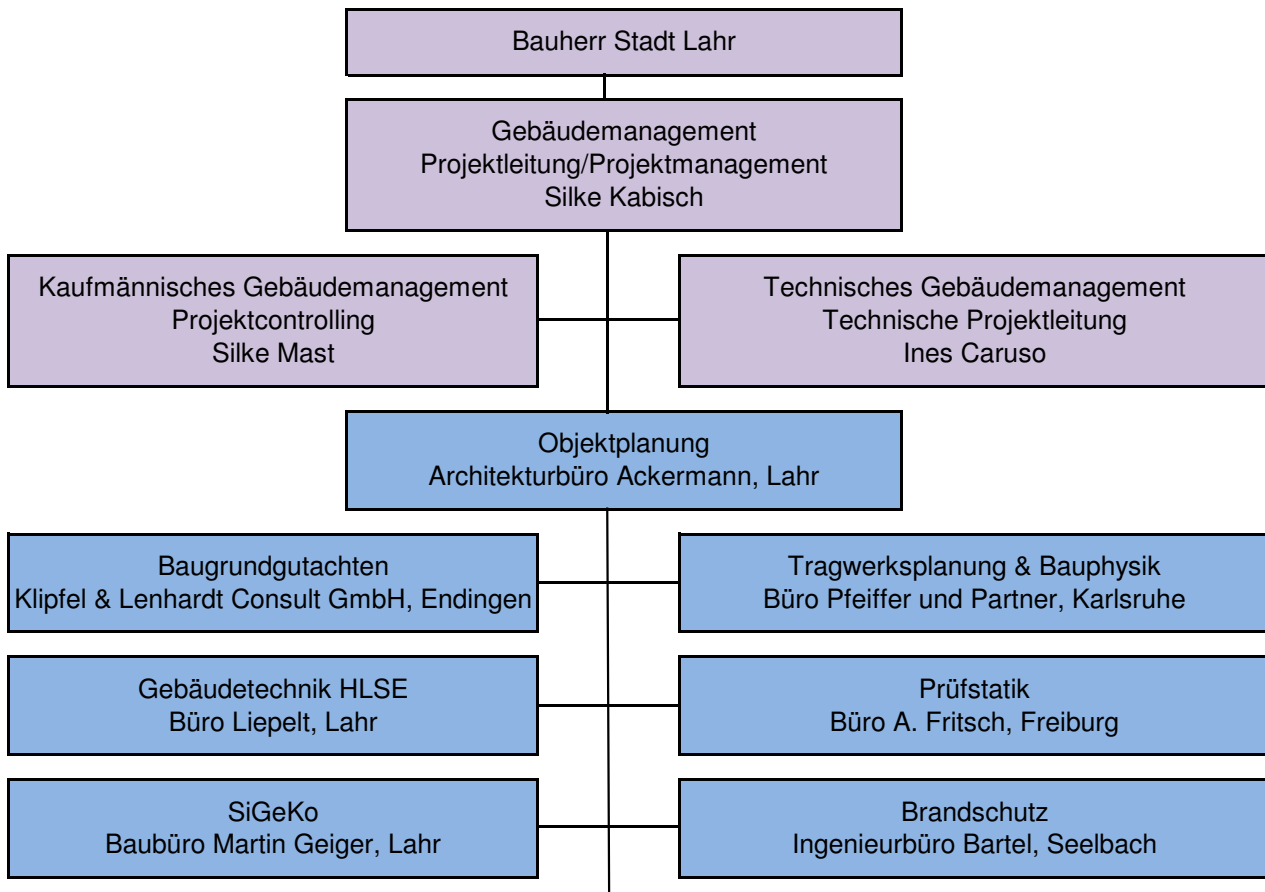 Bauherr Stadt Lahr
Gebäudemanagement
Projektleitung/Projektmanagement
Silke Kabisch
Kaufmännisches Gebäudemanagement
Projektcontrolling
Silke Mast
Technisches Gebäudemanagement
Technische Projektleitung
Ines Caruso
Objektplanung
Architekturbüro Ackermann, Lahr
Baugrundgutachten
Klipfel & Lenhardt Consult GmbH, Endingen
Tragwerksplanung & Bauphysik
Büro Pfeiffer und Partner, Karlsruhe
Gebäudetechnik HLSE
Büro Liepelt, Lahr
Prüfstatik
Büro A. Fritsch, Freiburg
SiGeKo
Baubüro Martin Geiger, Lahr
Brandschutz
Ingenieurbüro Bartel, Seelbach